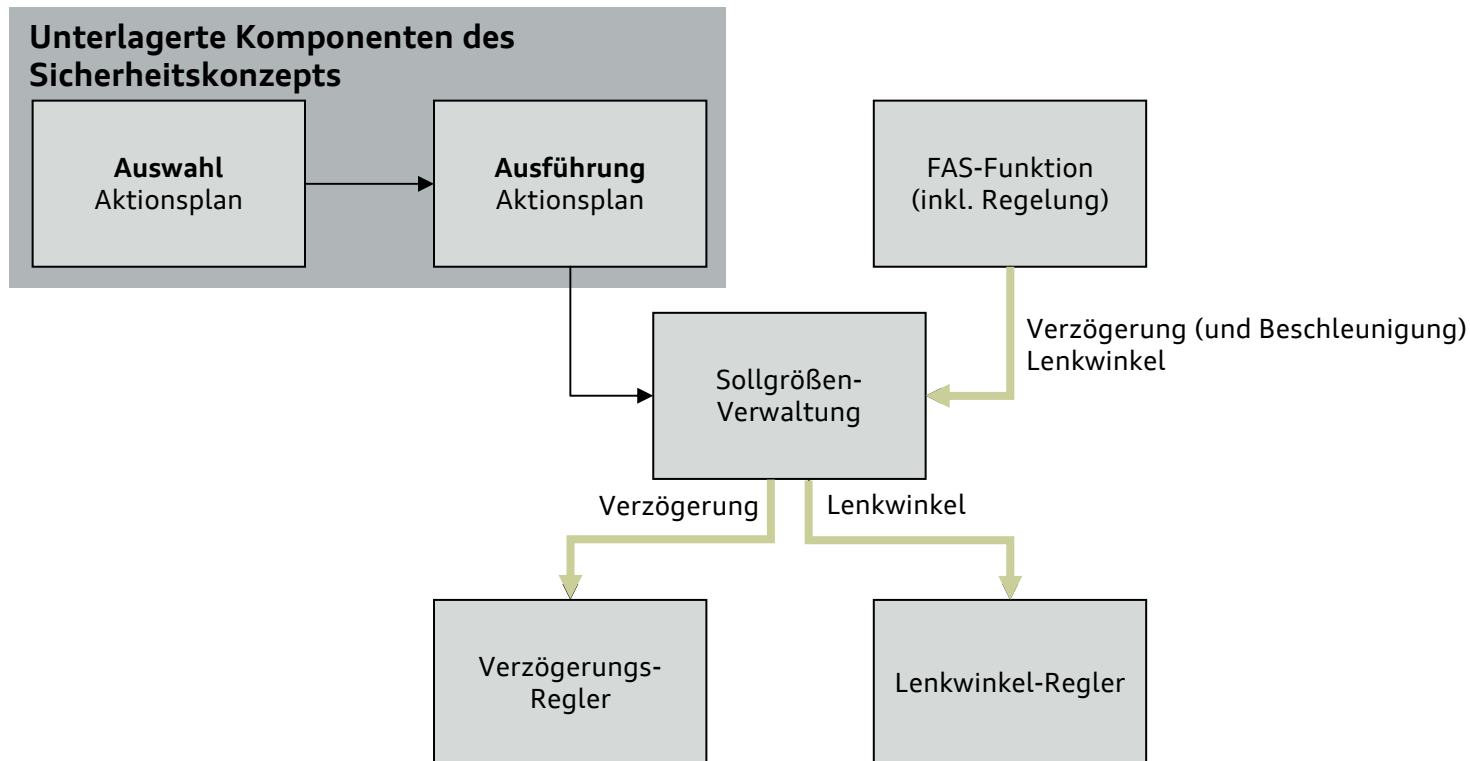 Unterlagerte Komponenten des
Sicherheitskonzepts
Auswahl
Aktionsplan
Ausführung
Aktionsplan
FAS-Funktion
(inkl. Regelung)
Verzögerung (und Beschleunigung)
Lenkwinkel
Sollgrößen-
Verwaltung
Verzögerung
Lenkwinkel
Verzögerungs-
Regler
Lenkwinkel-Regler